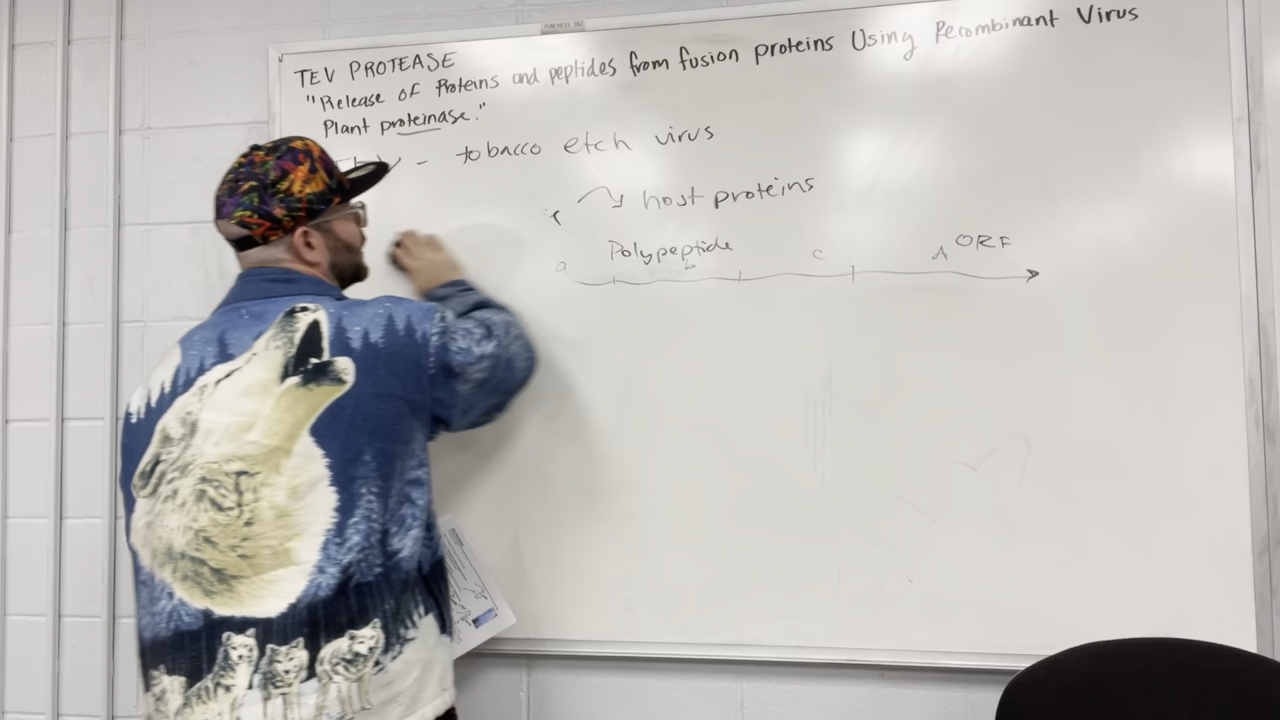 TEV PROTEASE
"Release of Proteins and peptides from fusion proteins Using Recombinant Virus
Plant proteinase."
- tobacco etch virus
host proteins
Polypeptide
ORF
a b c